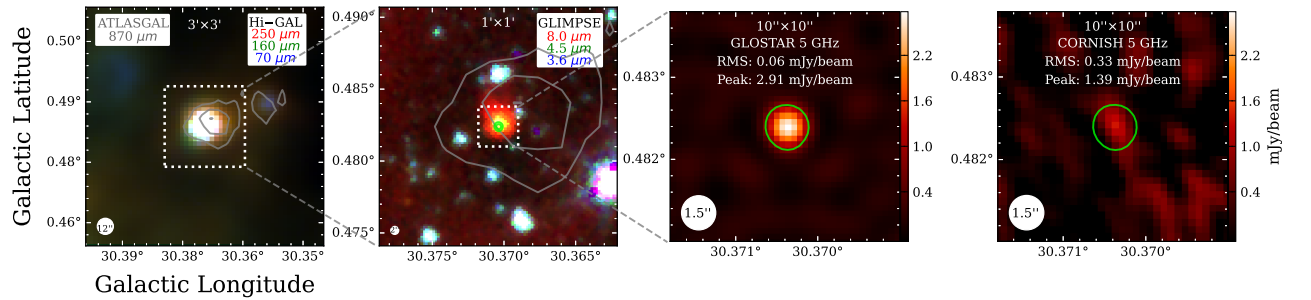 Galactic Latitude
0.50°
0.49°
0.48°
0.46°
ATLASGAL
870 μm
3'×3'
Hi−GAL
250 μm
160 μm
70 μm
12"
30.39°
30.38°
30.36°
30.35°
Galactic Longitude
0.490°
0.485°
0.480°
0.475°
1'×1'
GLIMPSE
8.0 μm
4.5 μm
3.6 μm
2"
30.375°
30.370°
30.365°
0.483°
0.482°
10''×10''
GLOSTAR 5 GHz
RMS: 0.06 mJy/beam
Peak: 2.91 mJy/beam
1.5''
30.371°
30.370°
2.2
1.6
1.0
0.4
0.483°
0.482°
10''×10''
CORNISH 5 GHz
RMS: 0.33 mJy/beam
Peak: 1.39 mJy/beam
1.5''
30.371°
30.370°
2.2
1.6
1.0
0.4
mJy/beam